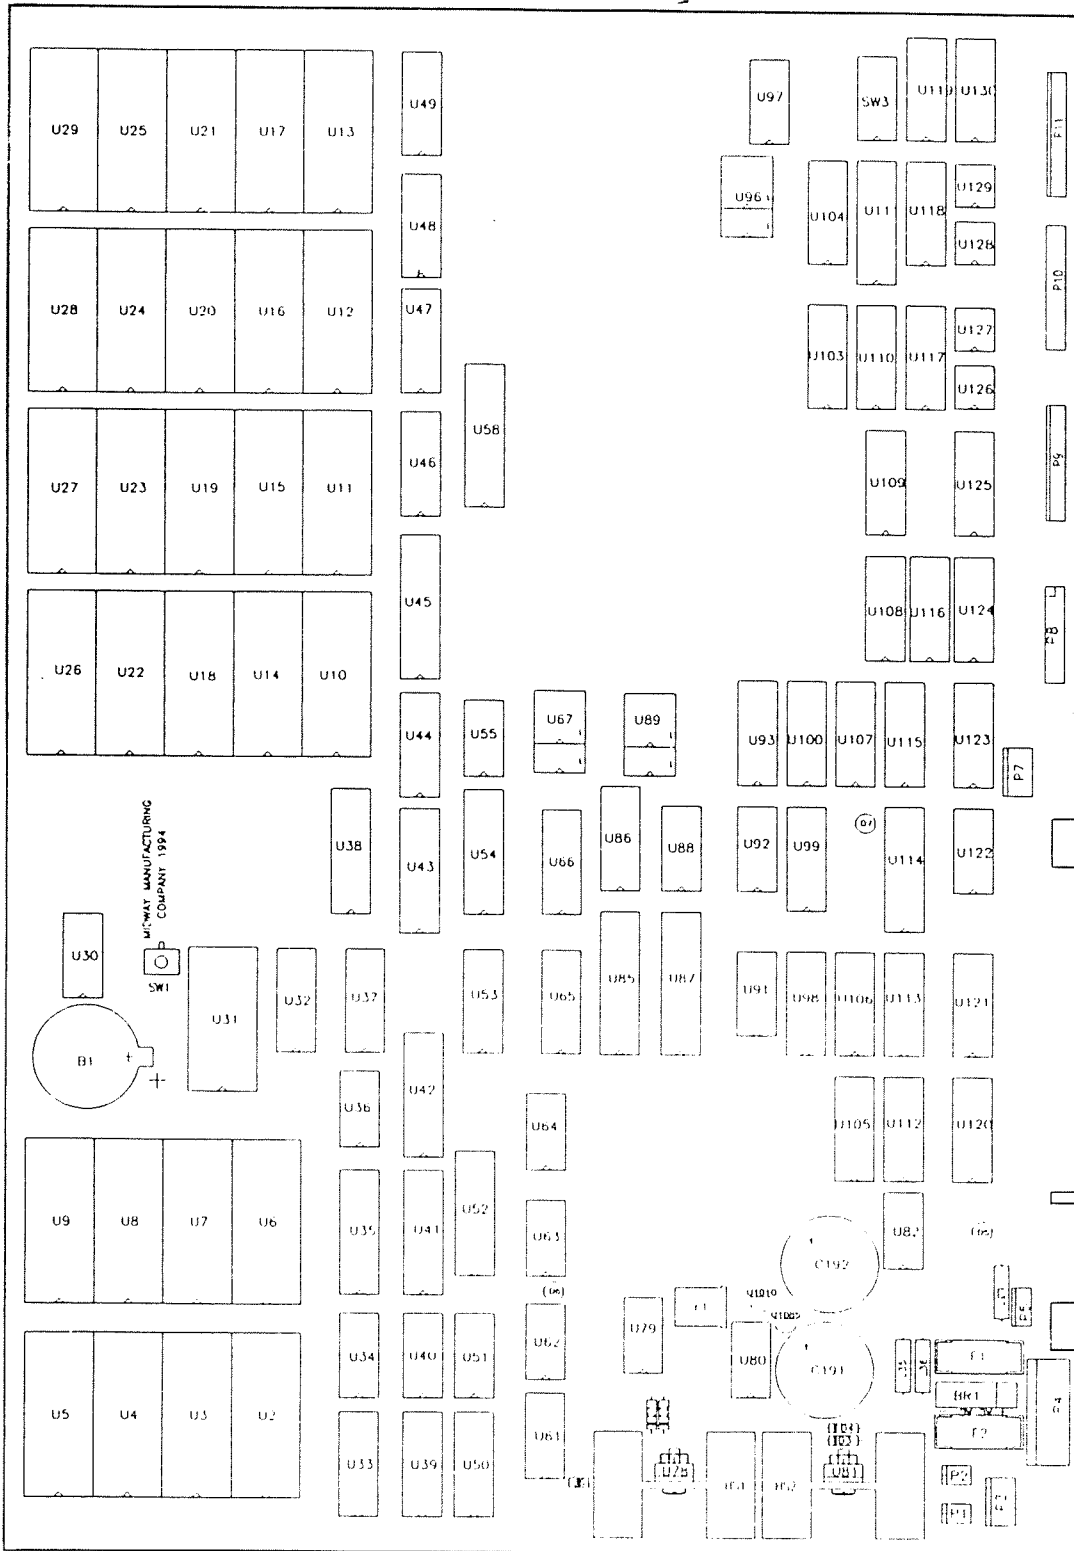 U29 U25 U21 U17 U13 U49 U97 SW3 U119 U130 P11
U96 U104 U11 U118 U129
U48 U128
U28 U24 U20 U16 U12 U47 U103 U110 U117 U127 P10
U126
U58
U27 U23 U19 U15 U11 U46 U109 U125 P9
U45 U108 U116 U124 P8
U26 U22 U18 U14 U10
U44 U55 U67 U89 U93 U100 U107 U115 U123 P7
MIDWAY MANUFACTURING
COMPANY 1994
U38 U43 U54 U66 U86 U88 U92 U99 U114 U122
U30 SW1
U31 U32 U37 U53 U65 U85 U87 U91 U98 U106 U113 U121
B1 + +
U42
U36 U64 U105 U112 U120
U9 U8 U7 U6 U35 U41 U52 U63 U82
C192
U79
U34 U40 U51 U62 U80 C191 F1
BR1
U5 U4 U3 U2 F2 P4
U33 U39 U50 U61 U78 U81
P2
P3
P1